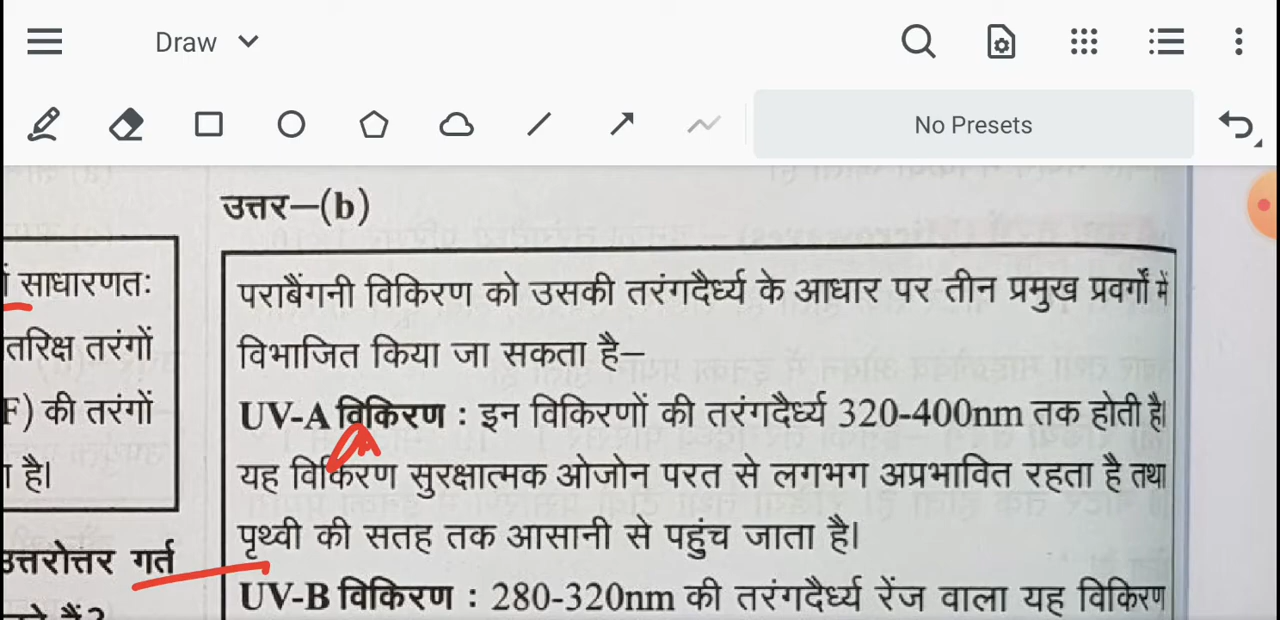 Draw
No Presets
उत्तर–(b)
पराबैंगनी विकिरण को उसकी तरंगदैर्ध्य के आधार पर तीन प्रमुख प्रवर्गों में
विभाजित किया जा सकता है–
UV-A विकिरण : इन विकिरणों की तरंगदैर्ध्य 320-400nm तक होती है।
यह विकिरण सुरक्षात्मक ओजोन परत से लगभग अप्रभावित रहता है तथा
पृथ्वी की सतह तक आसानी से पहुंच जाता है।
UV-B विकिरण : 280-320nm की तरंगदैर्ध्य रेंज वाला यह विकिरण
साधारणतः
तरिक्ष तरंगों
F) की तरंगों
है।
उत्तरोत्तर गर्त